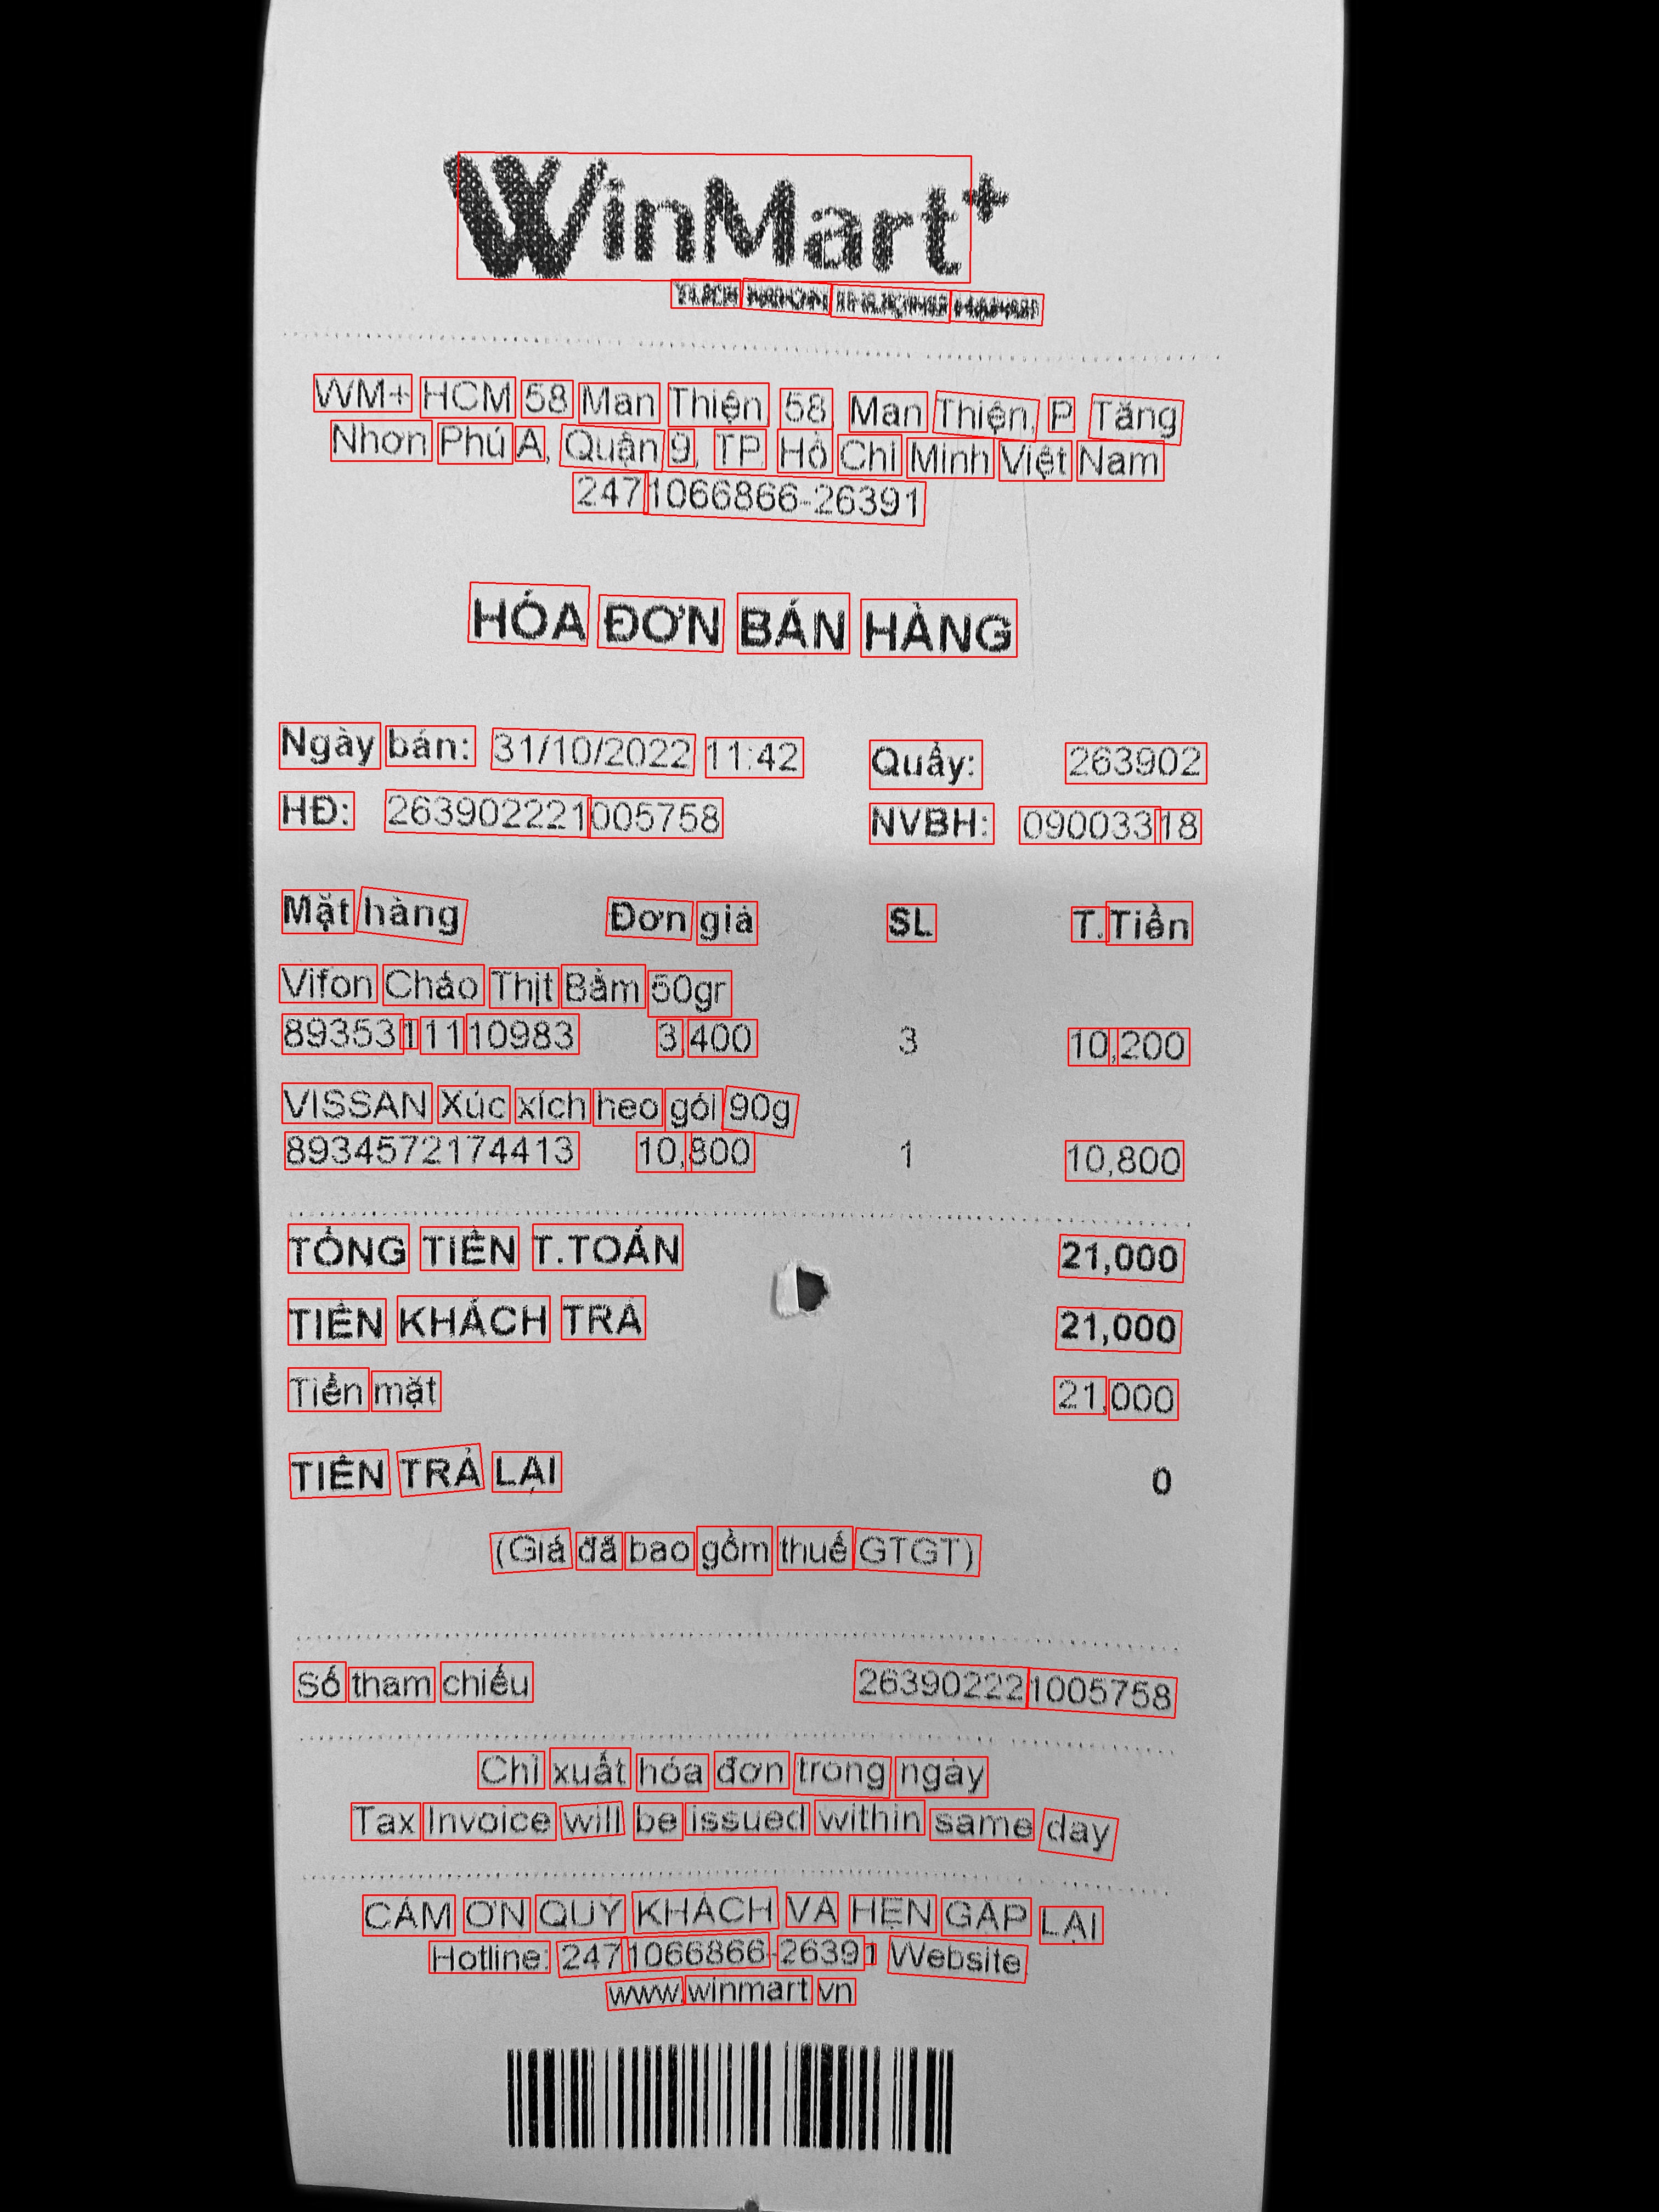 WinMart+
WM+ HCM 58 Man Thiện 58 Man Thiện, P Tăng
Nhơn Phú A, Quận 9, TP. Hồ Chí Minh Việt Nam
2471066866-26391
HÓA ĐƠN BÁN HÀNG
Ngày bán: 31/10/2022 11:42 Quầy: 263902
HĐ: 263902221005758 NVBH: 09003318
Mặt hàng Đơn giá SL T.Tiền
Vifon Cháo Thịt Bằm 50gr
8935311110983 3,400 3 10,200
VISSAN Xúc xích heo gói 90g
8934572174413 10,800 1 10,800
TỔNG TIỀN T.TOÁN 21,000
TIỀN KHÁCH TRẢ 21,000
Tiền mặt 21,000
TIỀN TRẢ LẠI 0
(Giá đã bao gồm thuế GTGT)
Số tham chiếu 263902221005758
Chỉ xuất hóa đơn trong ngày
Tax Invoice will be issued within same day
CẢM ƠN QUÝ KHÁCH VÀ HẸN GẶP LẠI
Hotline: 2471066866-26391 Website:
www.winmart.vn